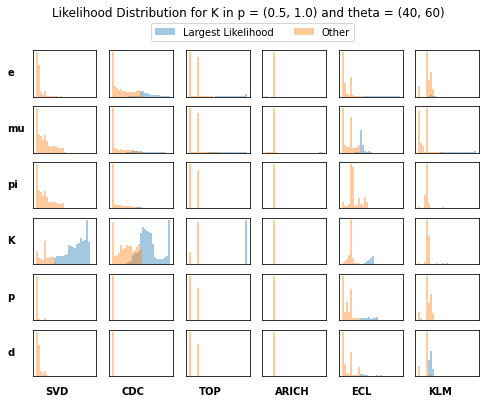 Likelihood Distribution for K in p = (0.5, 1.0) and theta = (40, 60)
Largest Likelihood Other
e
mu
pi
K
p
d
SVD CDC TOP ARICH ECL KLM